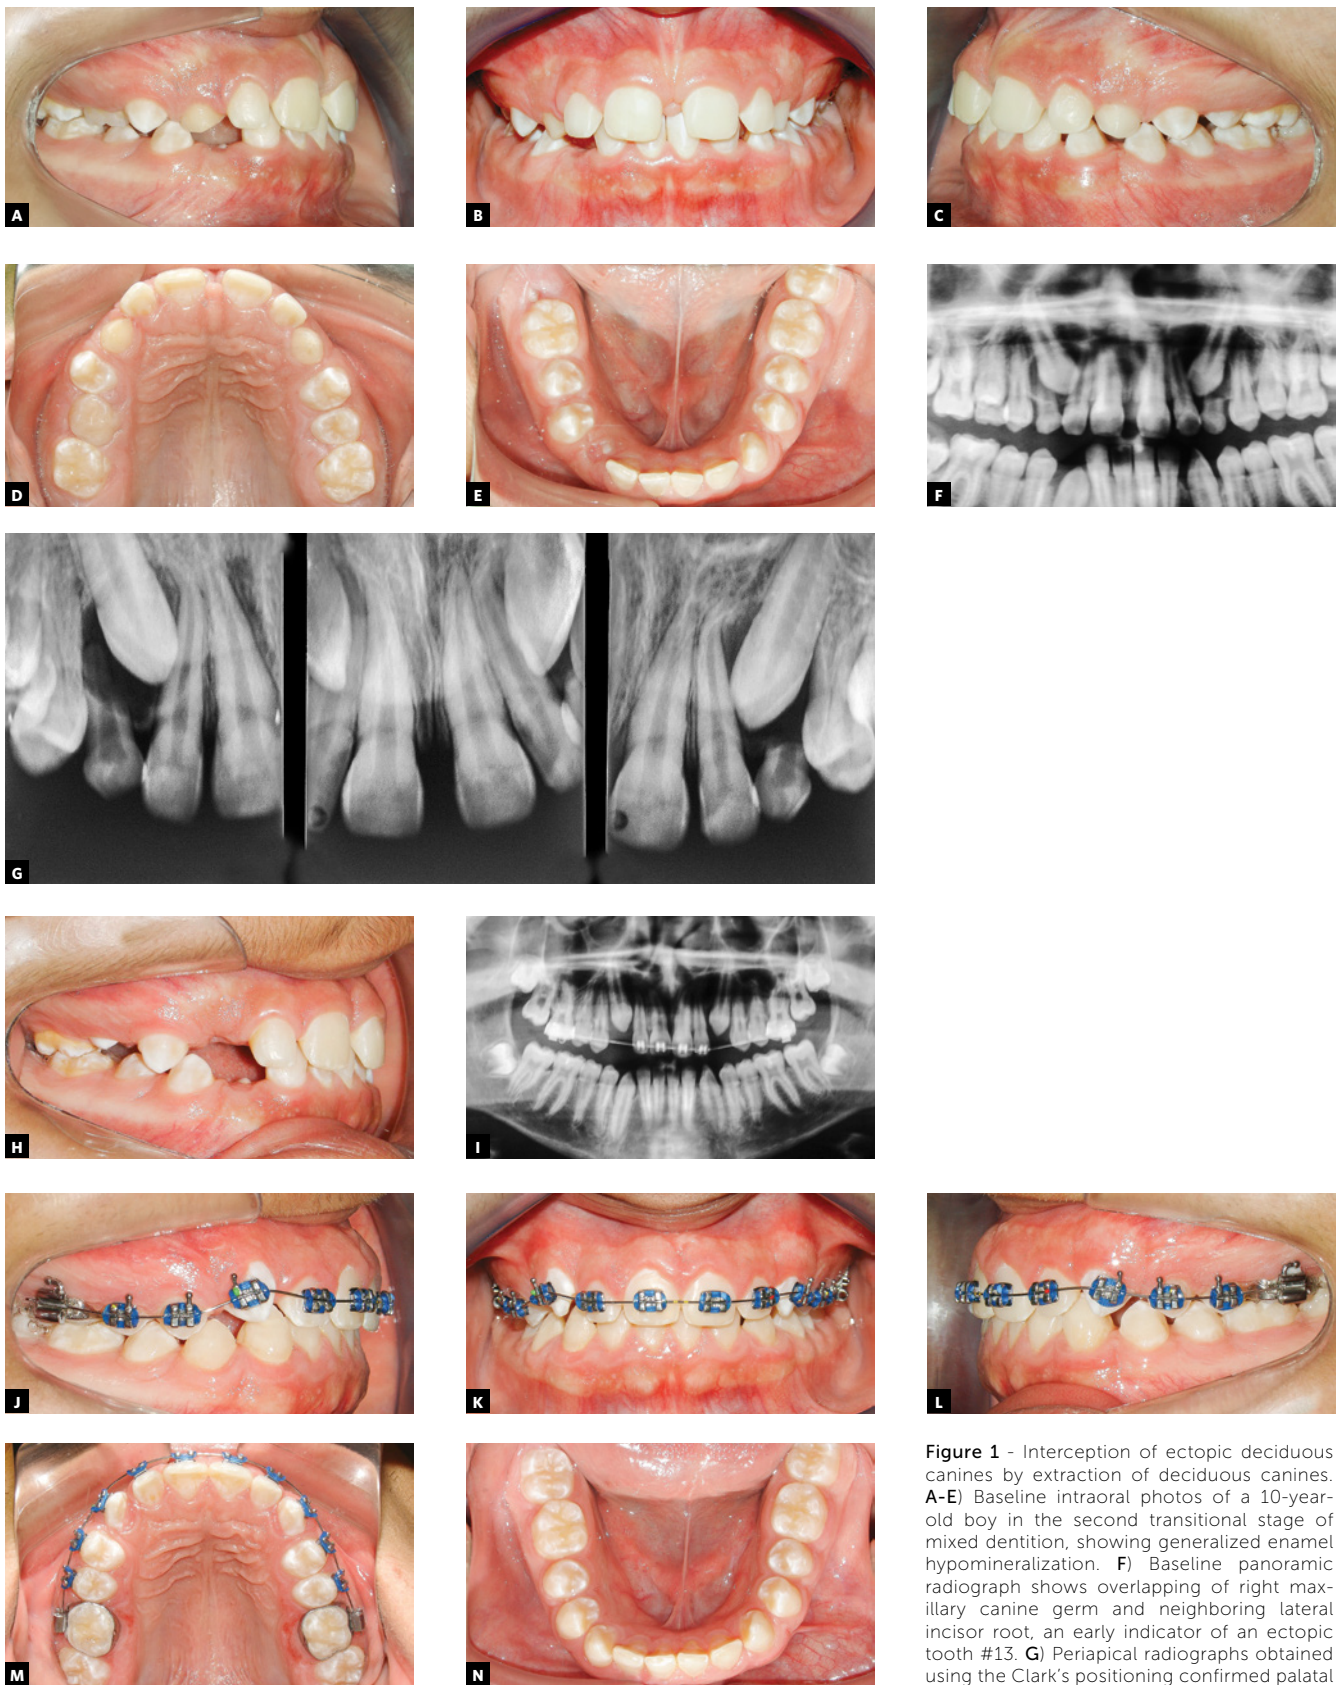 A
B
C
D
E
F
G
H
I
J
K
L
M
N
Figure 1 - Interception of ectopic deciduous
canines by extraction of deciduous canines.
A-E) Baseline intraoral photos of a 10-year-
old boy in the second transitional stage of
mixed dentition, showing generalized enamel
hypomineralization. F) Baseline panoramic
radiograph shows overlapping of right max-
illary canine germ and neighboring lateral
incisor root, an early indicator of an ectopic
tooth #13. G) Periapical radiographs obtained
using the Clark's positioning confirmed palatal